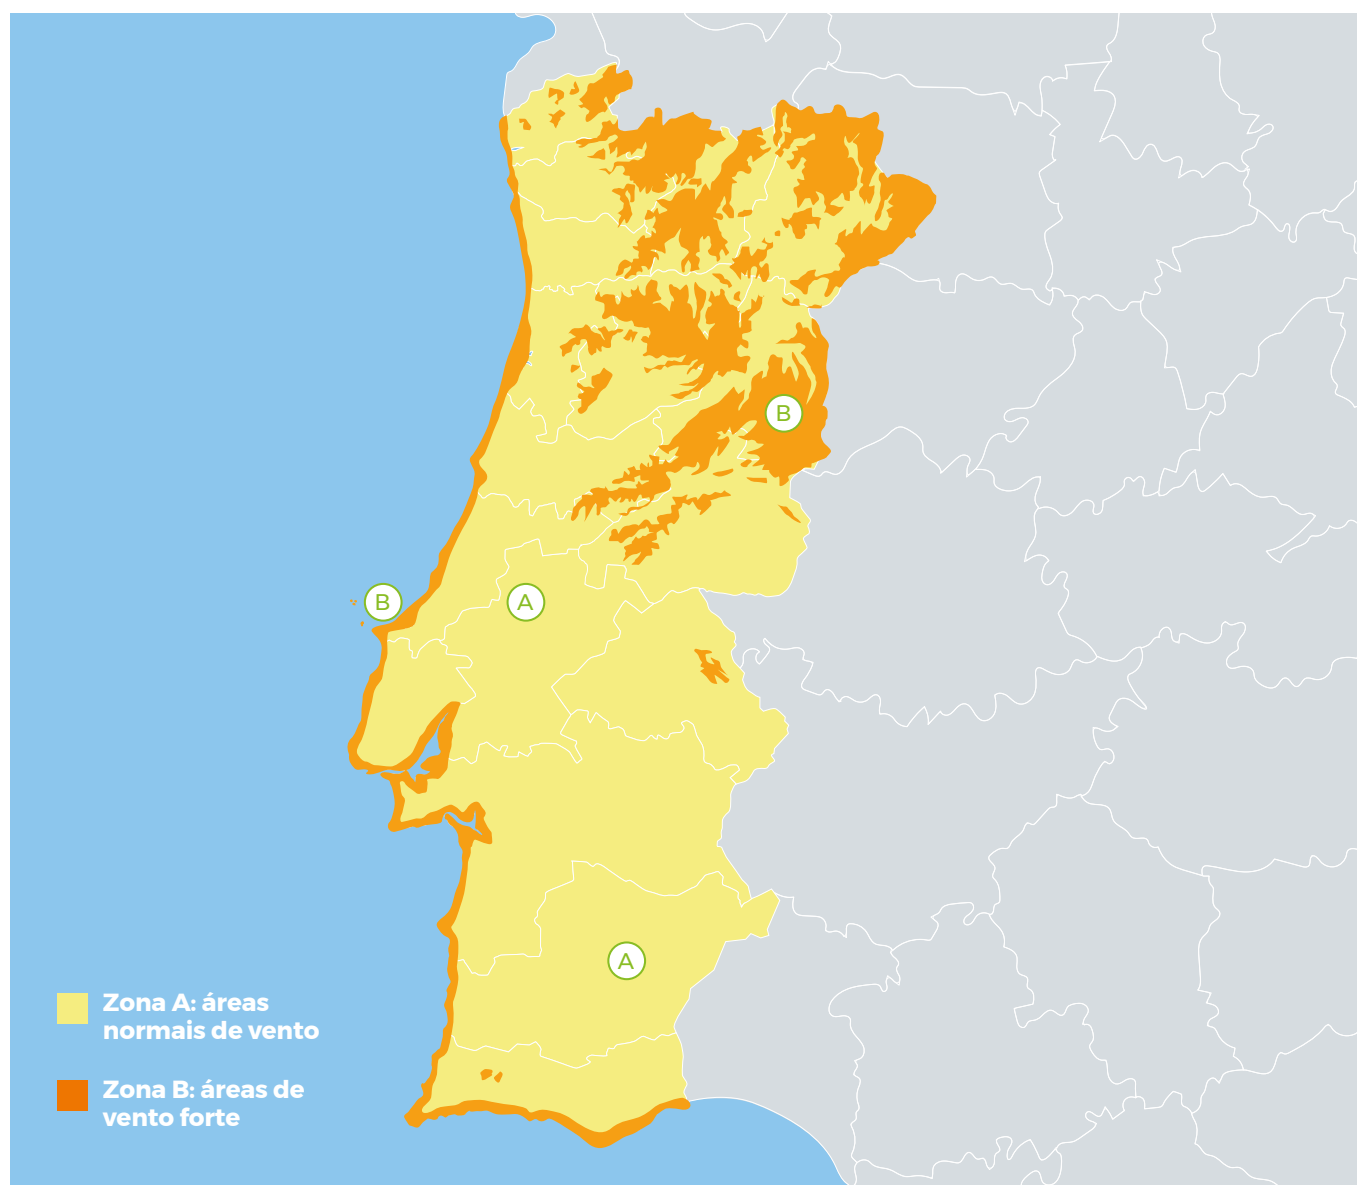 B
B
A
A
Zona A: áreas
normais de vento
Zona B: áreas de
vento forte